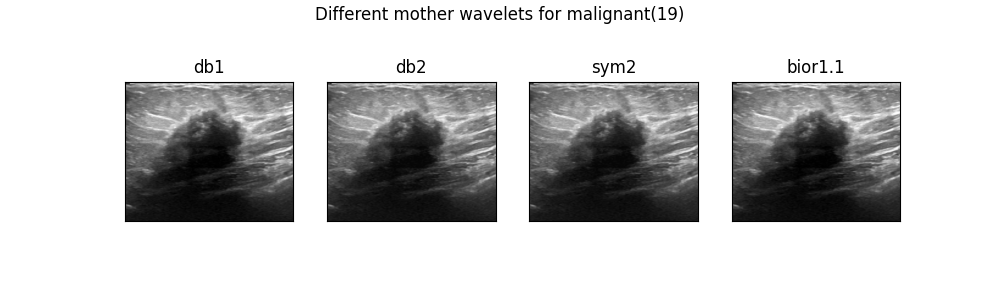 Different mother wavelets for malignant(19)
db1
db2
sym2
bior1.1